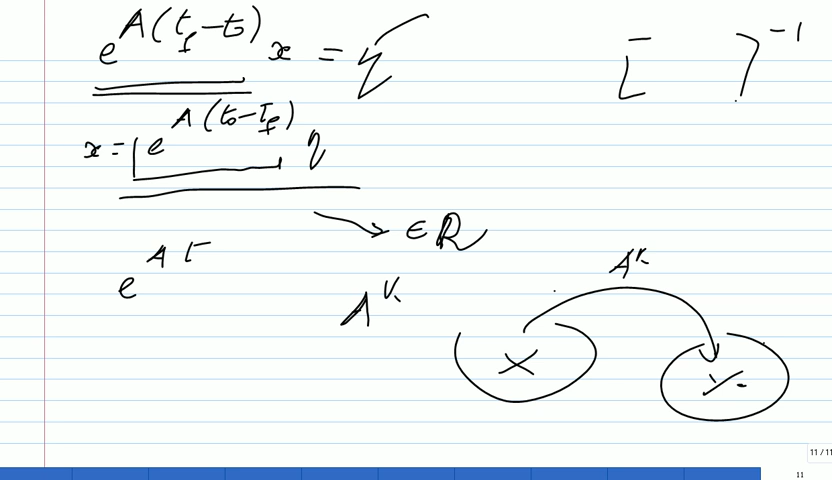 e^{A(t_f-t_0)} x = η
[ ]^{-1}
x = e^{A(t_0-t_f)} η
→ ∈ R
e^{At}
A^k
A^k
X
11 / 11
11